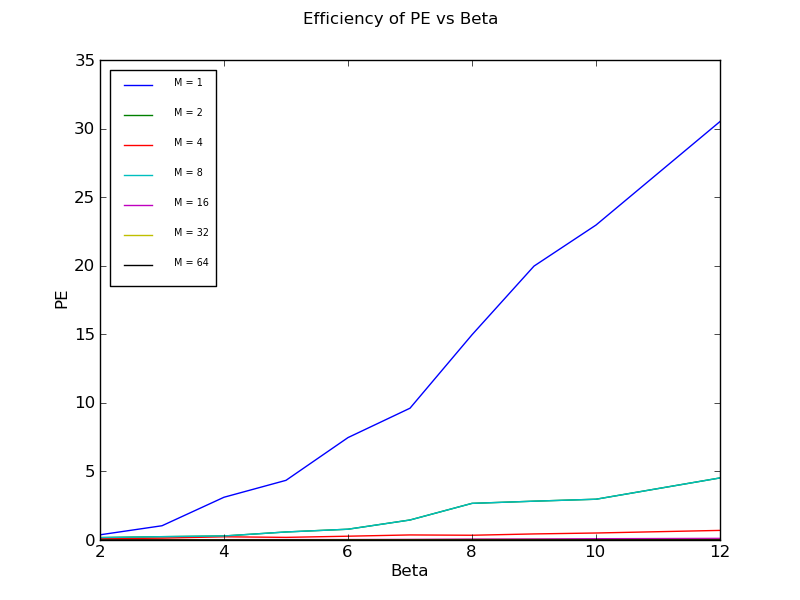 Efficiency of PE vs Beta
35
30
25
20
15
10
5
0
PE
M = 1
M = 2
M = 4
M = 8
M = 16
M = 32
M = 64
2 4 6 8 10 12
Beta